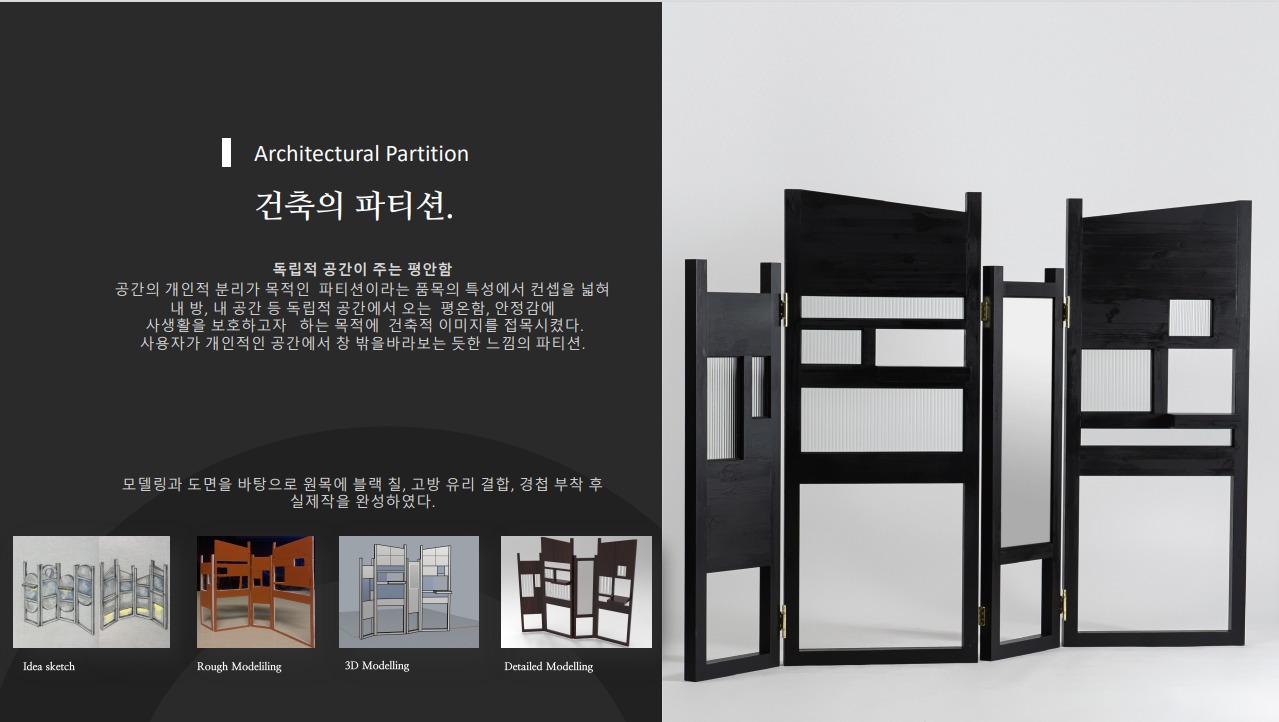 Architectural Partition
건축의 파티션.
독립적 공간이 주는 평안함
공간의 개인적 분리가 목적인 파티션이라는 품목의 특성에서 컨셉을 넓혀
내 방, 내 공간 등 독립적 공간에서 오는 평온함, 안정감에
사생활을 보호하고자 하는 목적에 건축적 이미지를 접목시켰다.
사용자가 개인적인 공간에서 창 밖을바라보는 듯한 느낌의 파티션.
모델링과 도면을 바탕으로 원목에 블랙 칠, 고방 유리 결합, 경첩 부착 후
실제작을 완성하였다.
Idea sketch
Rough Modeliling
3D Modelling
Detailed Modelling